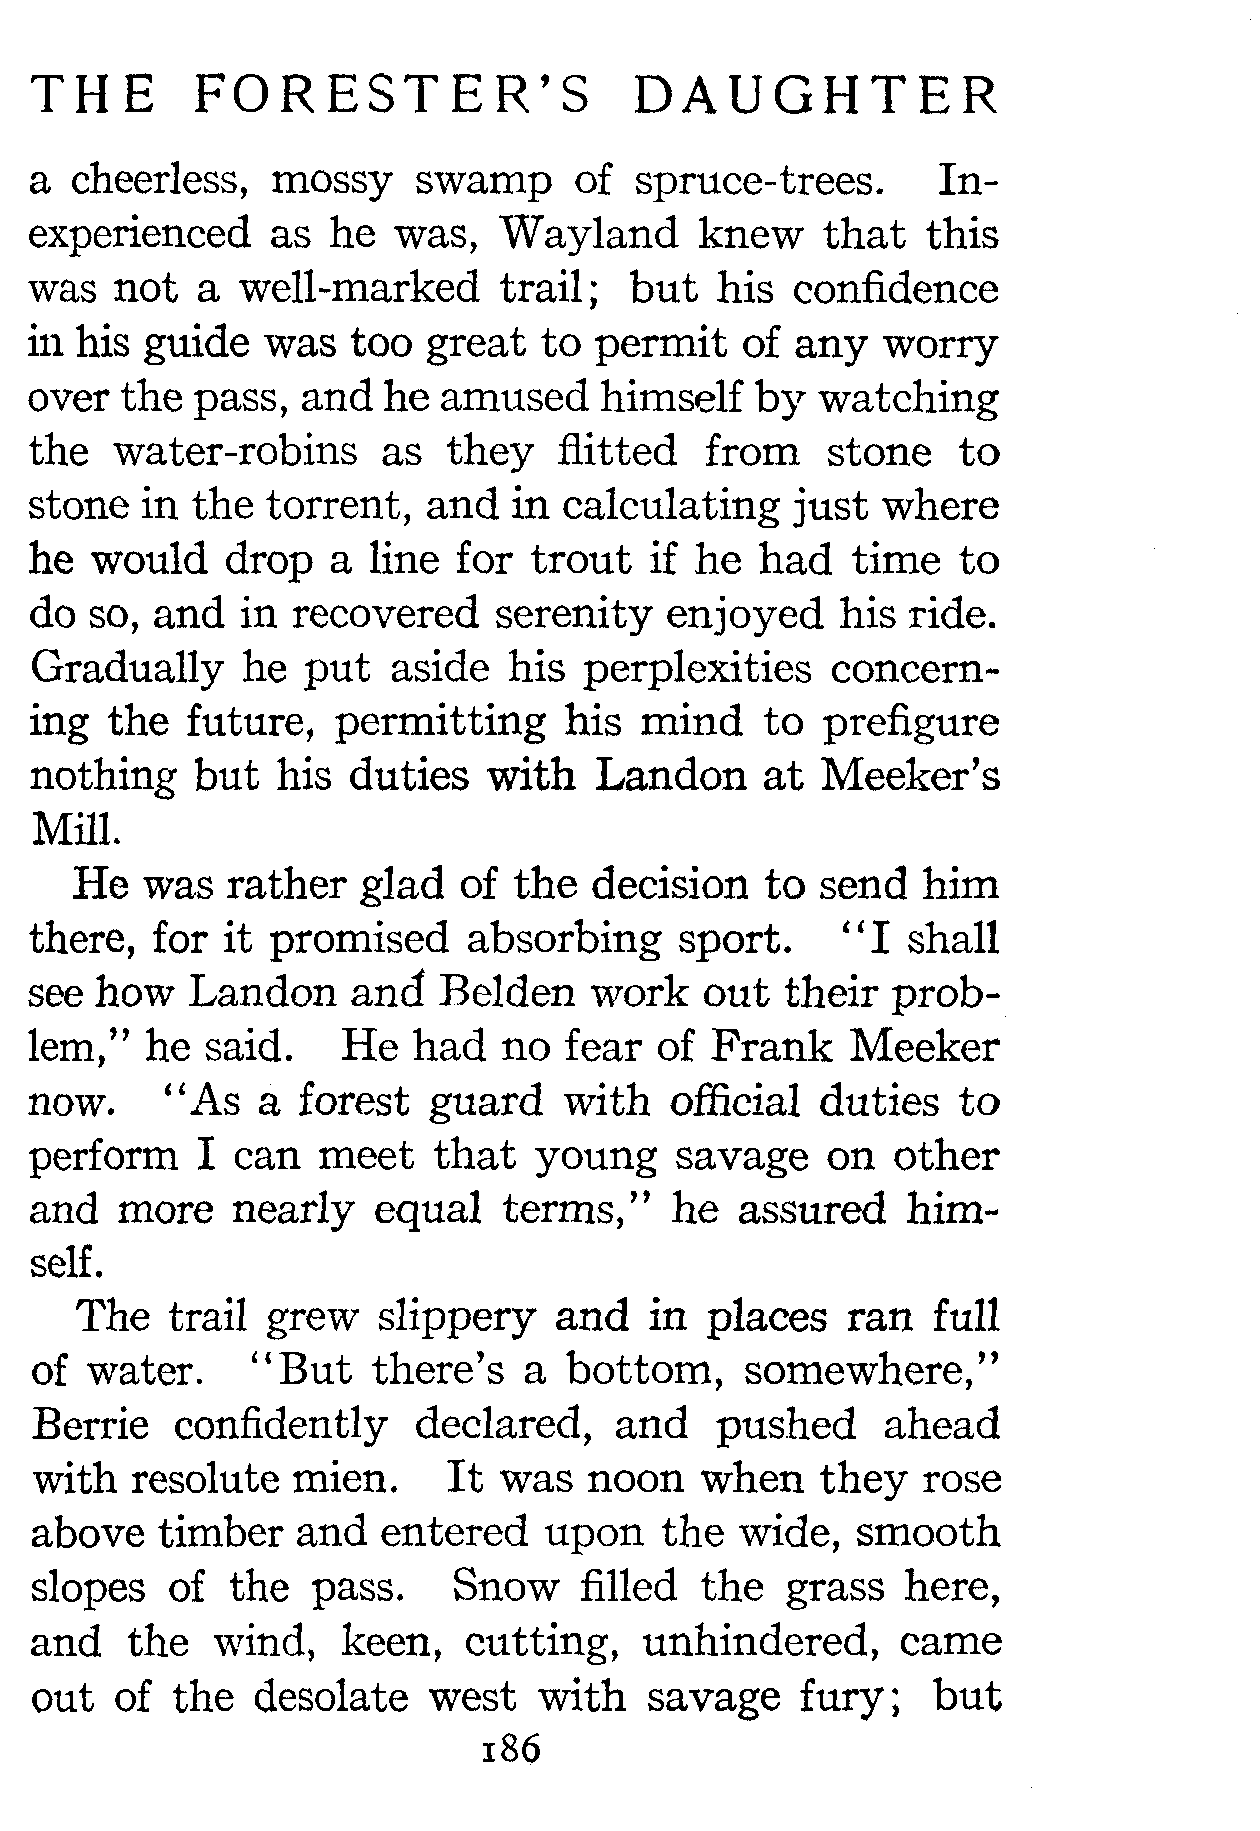 THE FORESTER'S DAUGHTER
a cheerless, mossy swamp of spruce-trees. In-
experienced as he was, Wayland knew that this
was not a well-marked trail; but his confidence
in his guide was too great to permit of any worry
over the pass, and he amused himself by watching
the water-robins as they flitted from stone to
stone in the torrent, and in calculating just where
he would drop a line for trout if he had time to
do so, and in recovered serenity enjoyed his ride.
Gradually he put aside his perplexities concern-
ing the future, permitting his mind to prefigure
nothing but his duties with Landon at Meeker's
Mill.
He was rather glad of the decision to send him
there, for it promised absorbing sport. "I shall
see how Landon and Belden work out their prob-
lem," he said. He had no fear of Frank Meeker
now. "As a forest guard with official duties to
perform I can meet that young savage on other
and more nearly equal terms," he assured him-
self.
The trail grew slippery and in places ran full
of water. "But there's a bottom, somewhere,"
Berrie confidently declared, and pushed ahead
with resolute mien. It was noon when they rose
above timber and entered upon the wide, smooth
slopes of the pass. Snow filled the grass here,
and the wind, keen, cutting, unhindered, came
out of the desolate west with savage fury; but
186